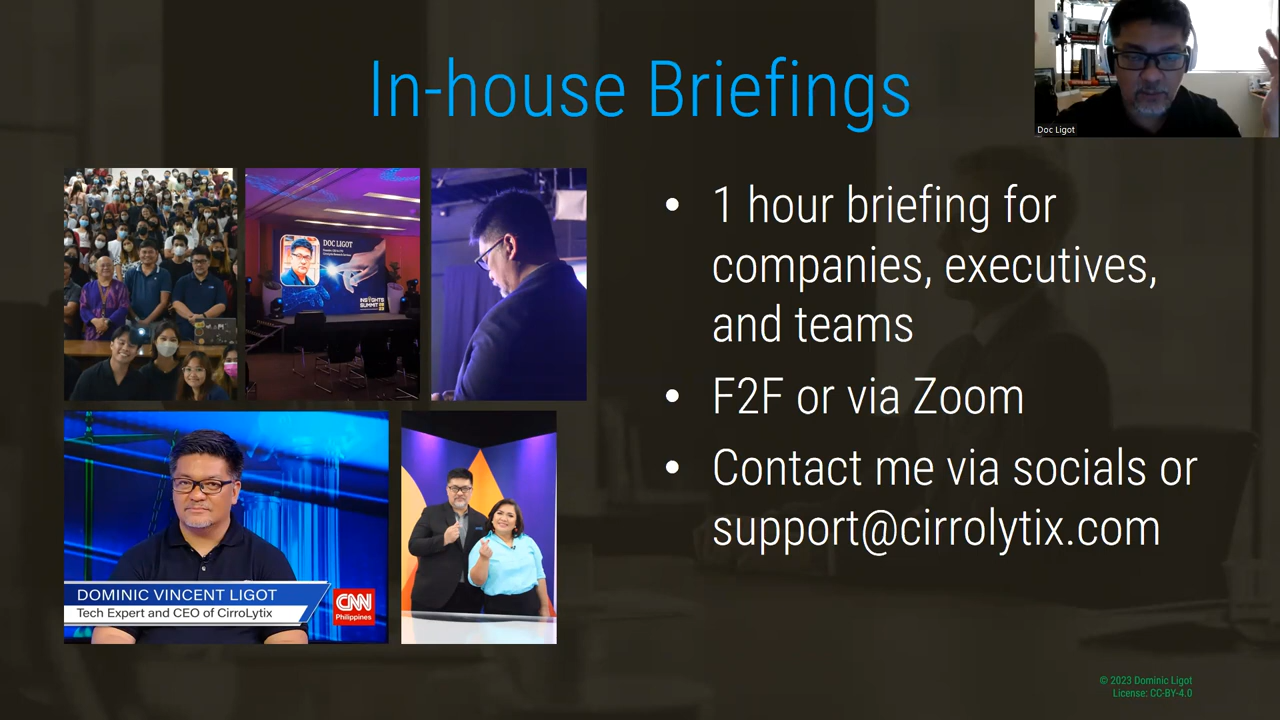 In-house Briefings
Doc Ligot
DOC LIGOT
INSIGHTS
SUMMIT
• 1 hour briefing for
companies, executives,
and teams
• F2F or via Zoom
• Contact me via socials or
support@cirrolytix.com
DOMINIC VINCENT LIGOT
Tech Expert and CEO of CirroLytix
CNN
Philippines
© 2023 Dominic Ligot
License: CC-BY-4.0